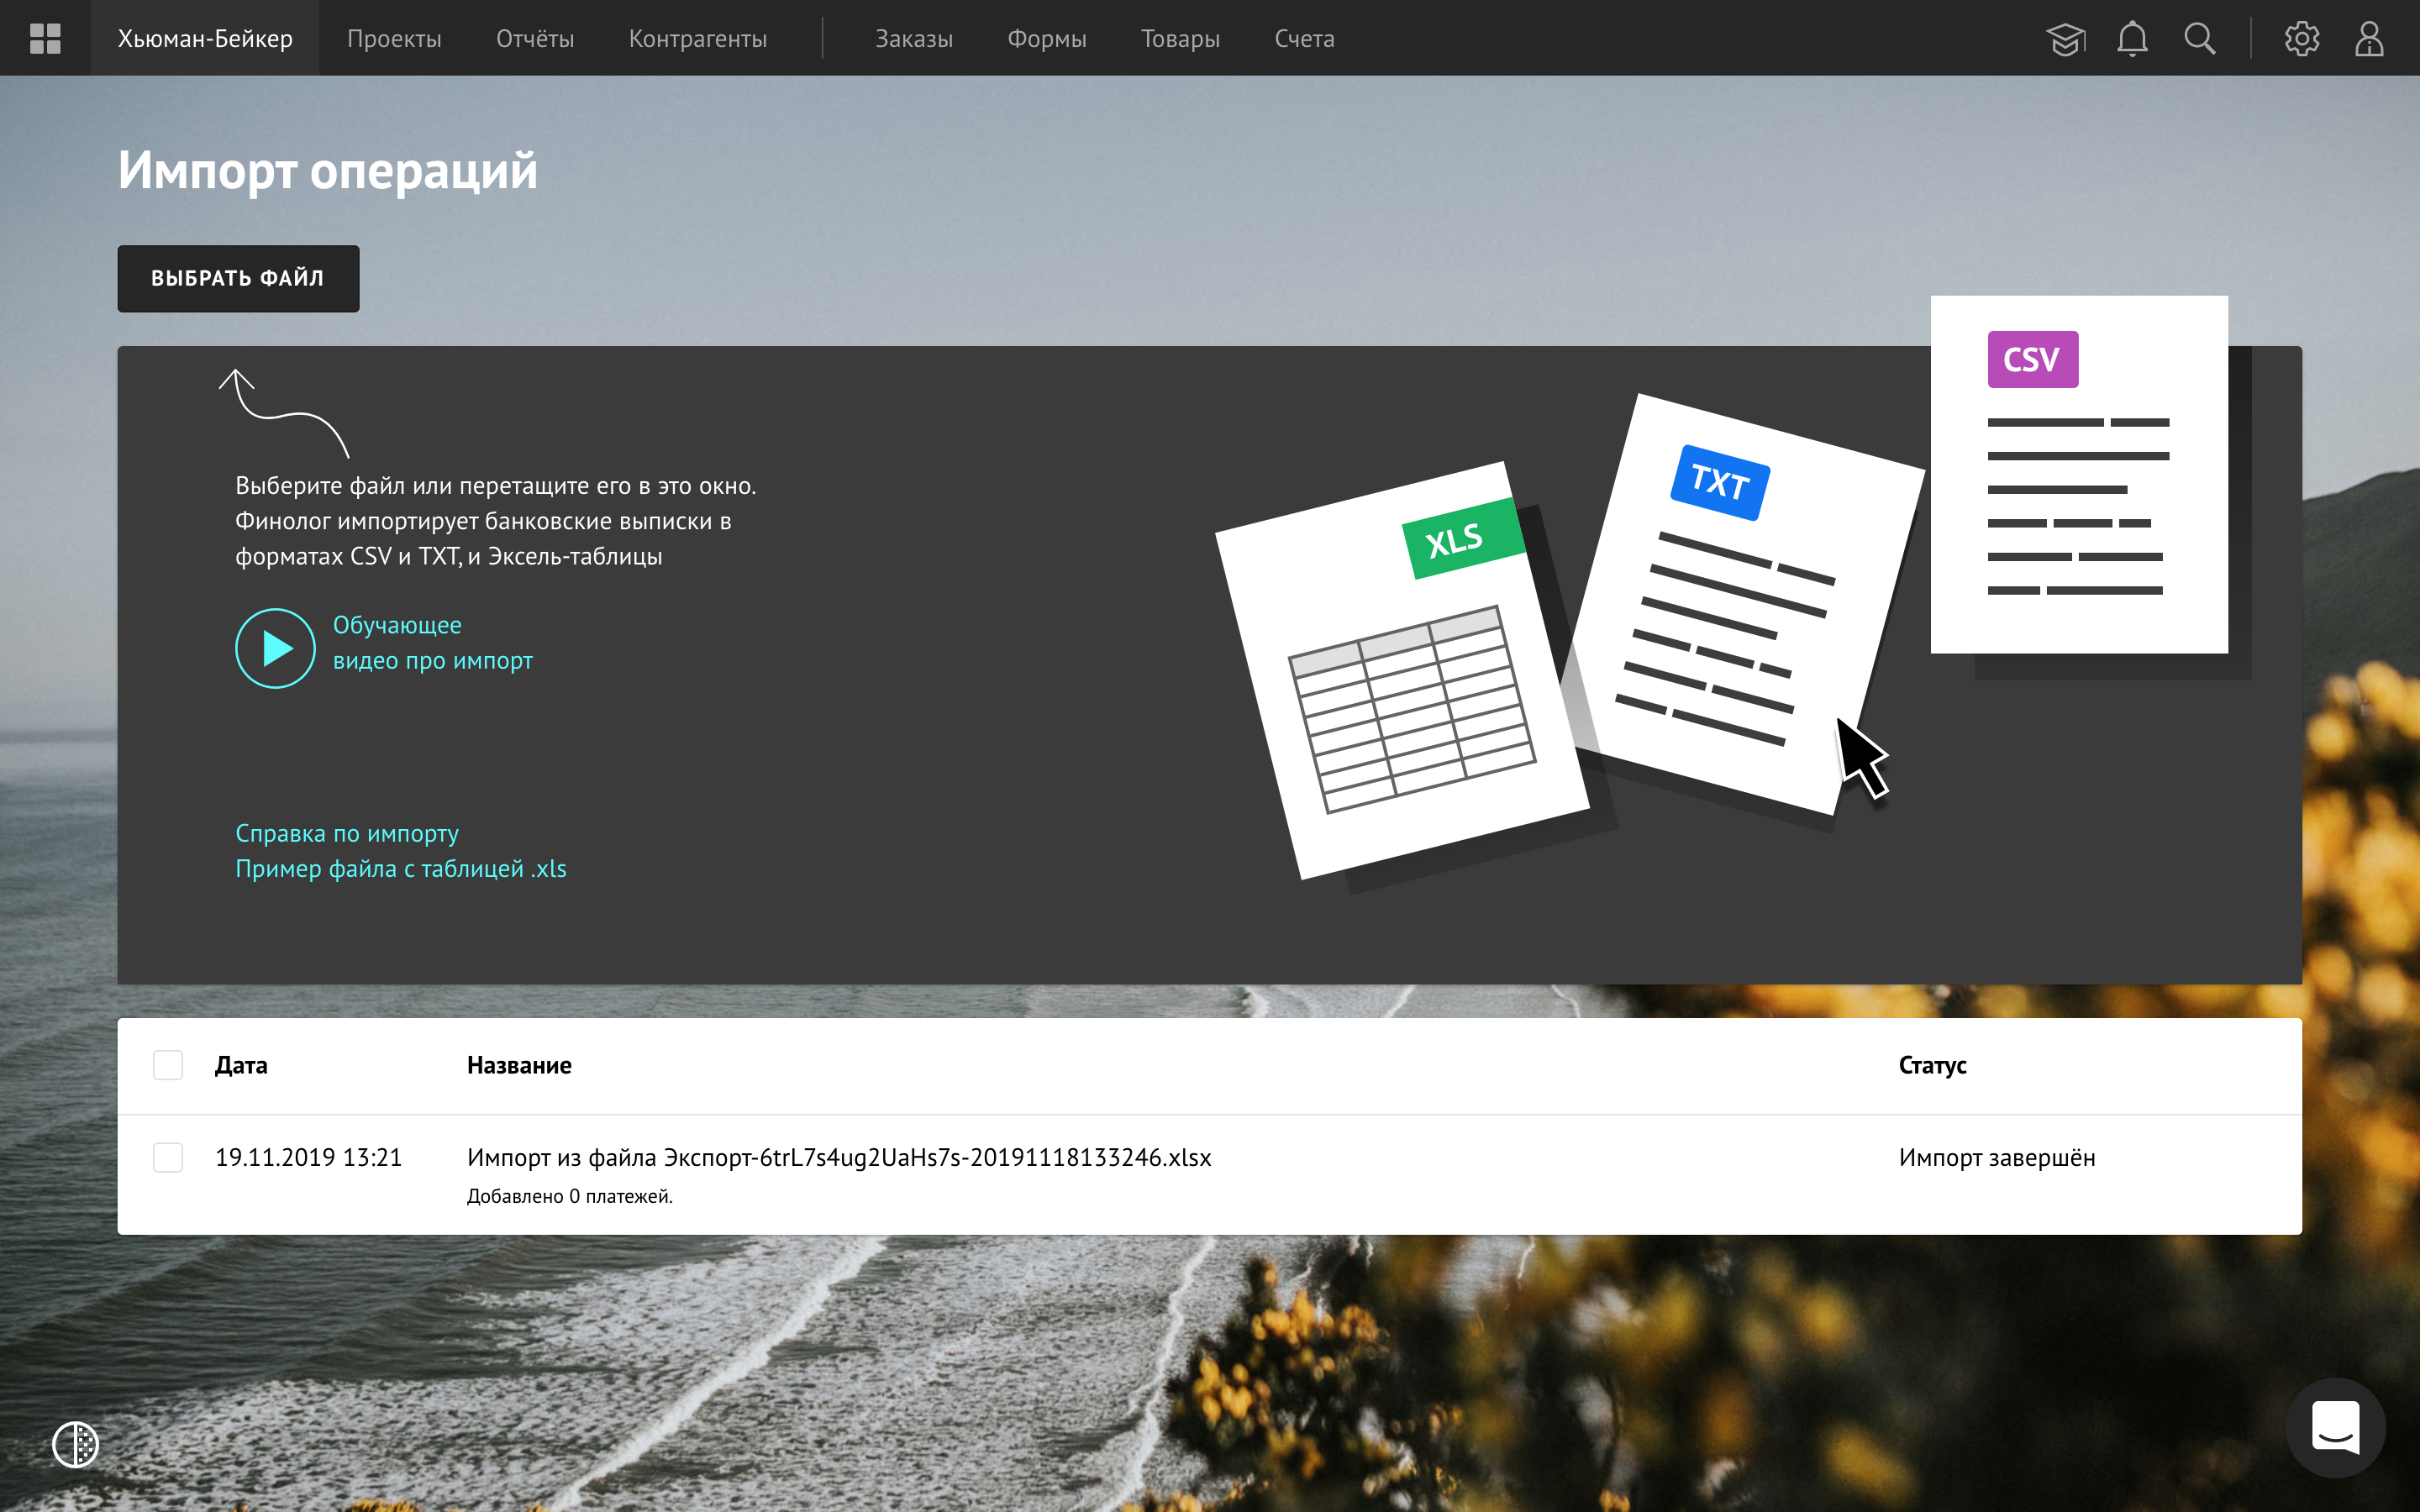 Хьюман-Бейкер Проекты Отчёты Контрагенты Заказы Формы Товары Счета
Импорт операций
ВЫБРАТЬ ФАЙЛ
CSV
TXT
XLS
Выберите файл или перетащите его в это окно.
Финолог импортирует банковские выписки в
форматах CSV и TXT, и Эксель-таблицы
Обучающее
видео про импорт
Справка по импорту
Пример файла с таблицей .xls
Дата Название Статус
19.11.2019 13:21 Импорт из файла Экспорт-6trL7s4ug2UaHs7s-20191118133246.xlsx Импорт завершён
Добавлено 0 платежей.